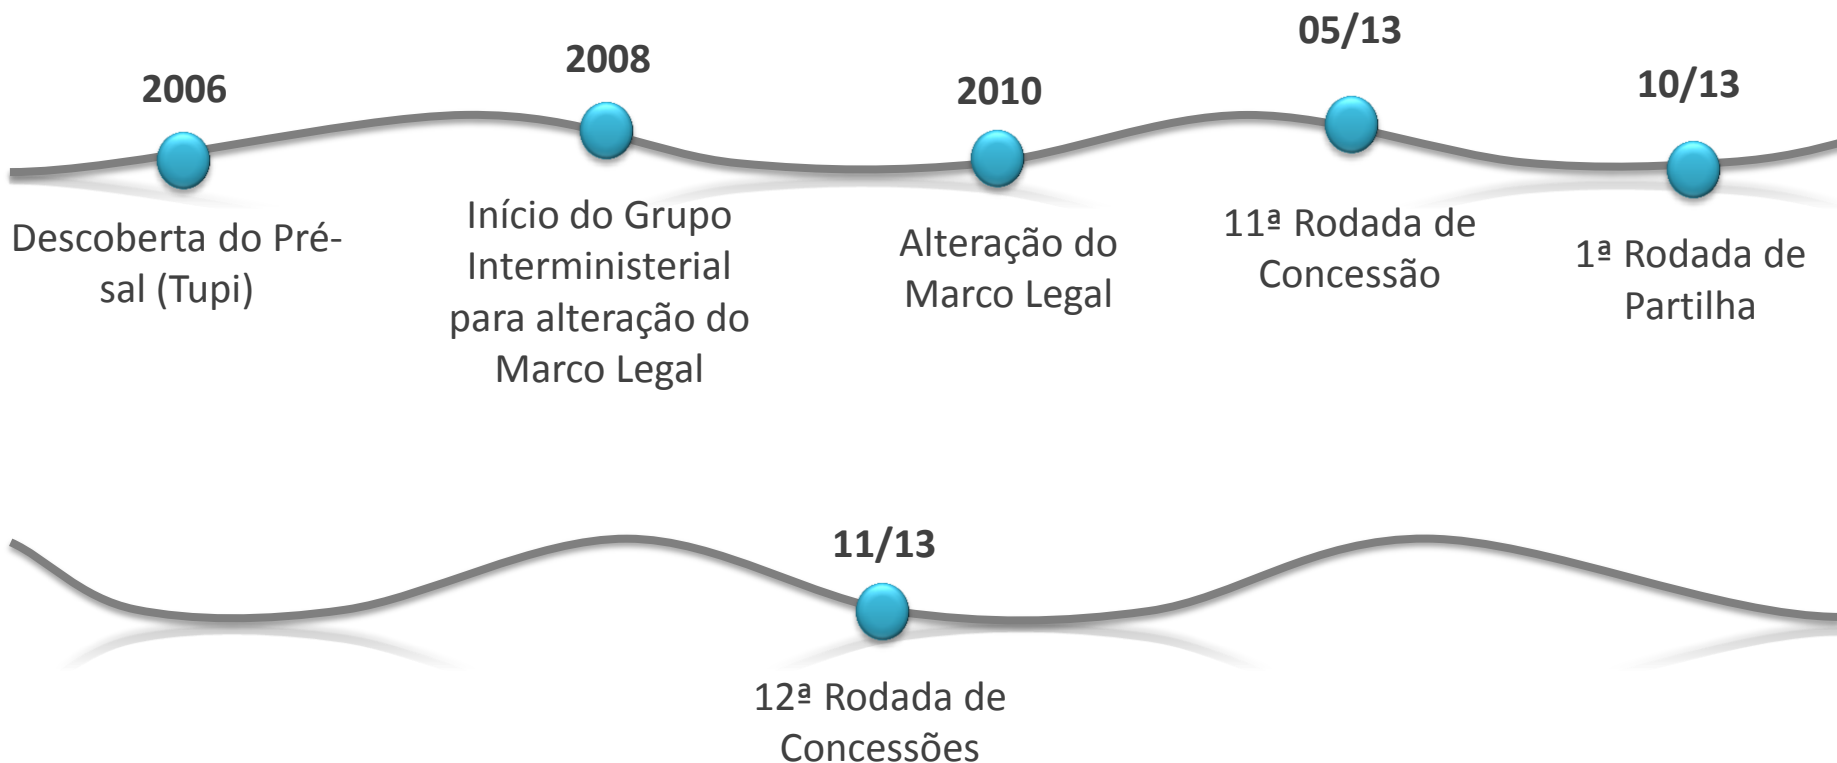 2006
Descoberta do Pré-
sal (Tupi)
2008
Início do Grupo
Interministerial
para alteração do
Marco Legal
2010
Alteração do
Marco Legal
05/13
11ª Rodada de
Concessão
10/13
1ª Rodada de
Partilha
11/13
12ª Rodada de
Concessões